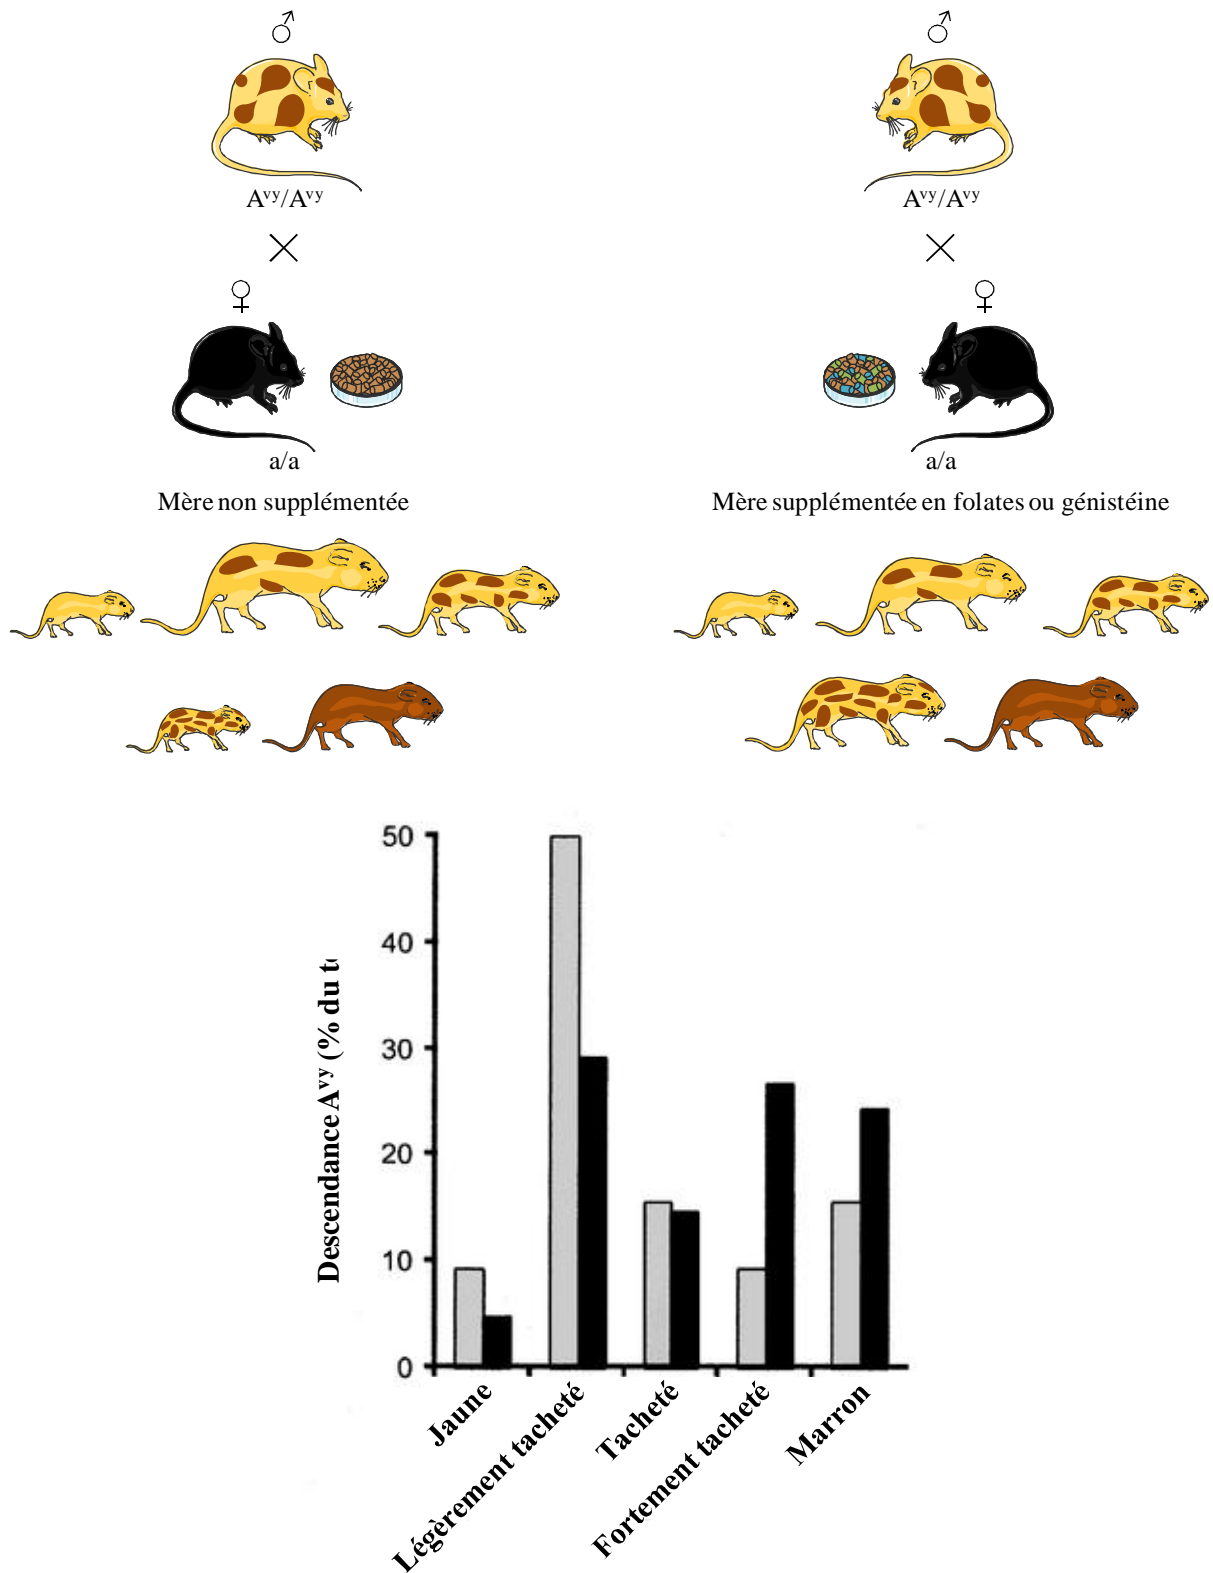 ♂ ♂
Aᵛʸ/Aᵛʸ Aᵛʸ/Aᵛʸ
× ×
♀ ♀
a/a a/a
Mère non supplémentée Mère supplémentée en folates ou génistéine
50
40
30
20
10
0
Descendance Aᵛʸ (% du
Jaune
Légèrement tacheté
Tacheté
Fortement tacheté
Marron